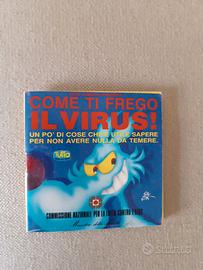 COME TI FREGO
IL VIRUS!
UN PO' DI COSE CHE È UTILE SAPERE
PER NON AVERE NULLA DA TEMERE.
COMMISSIONE NAZIONALE PER LA LOTTA CONTRO L'AIDS
subito